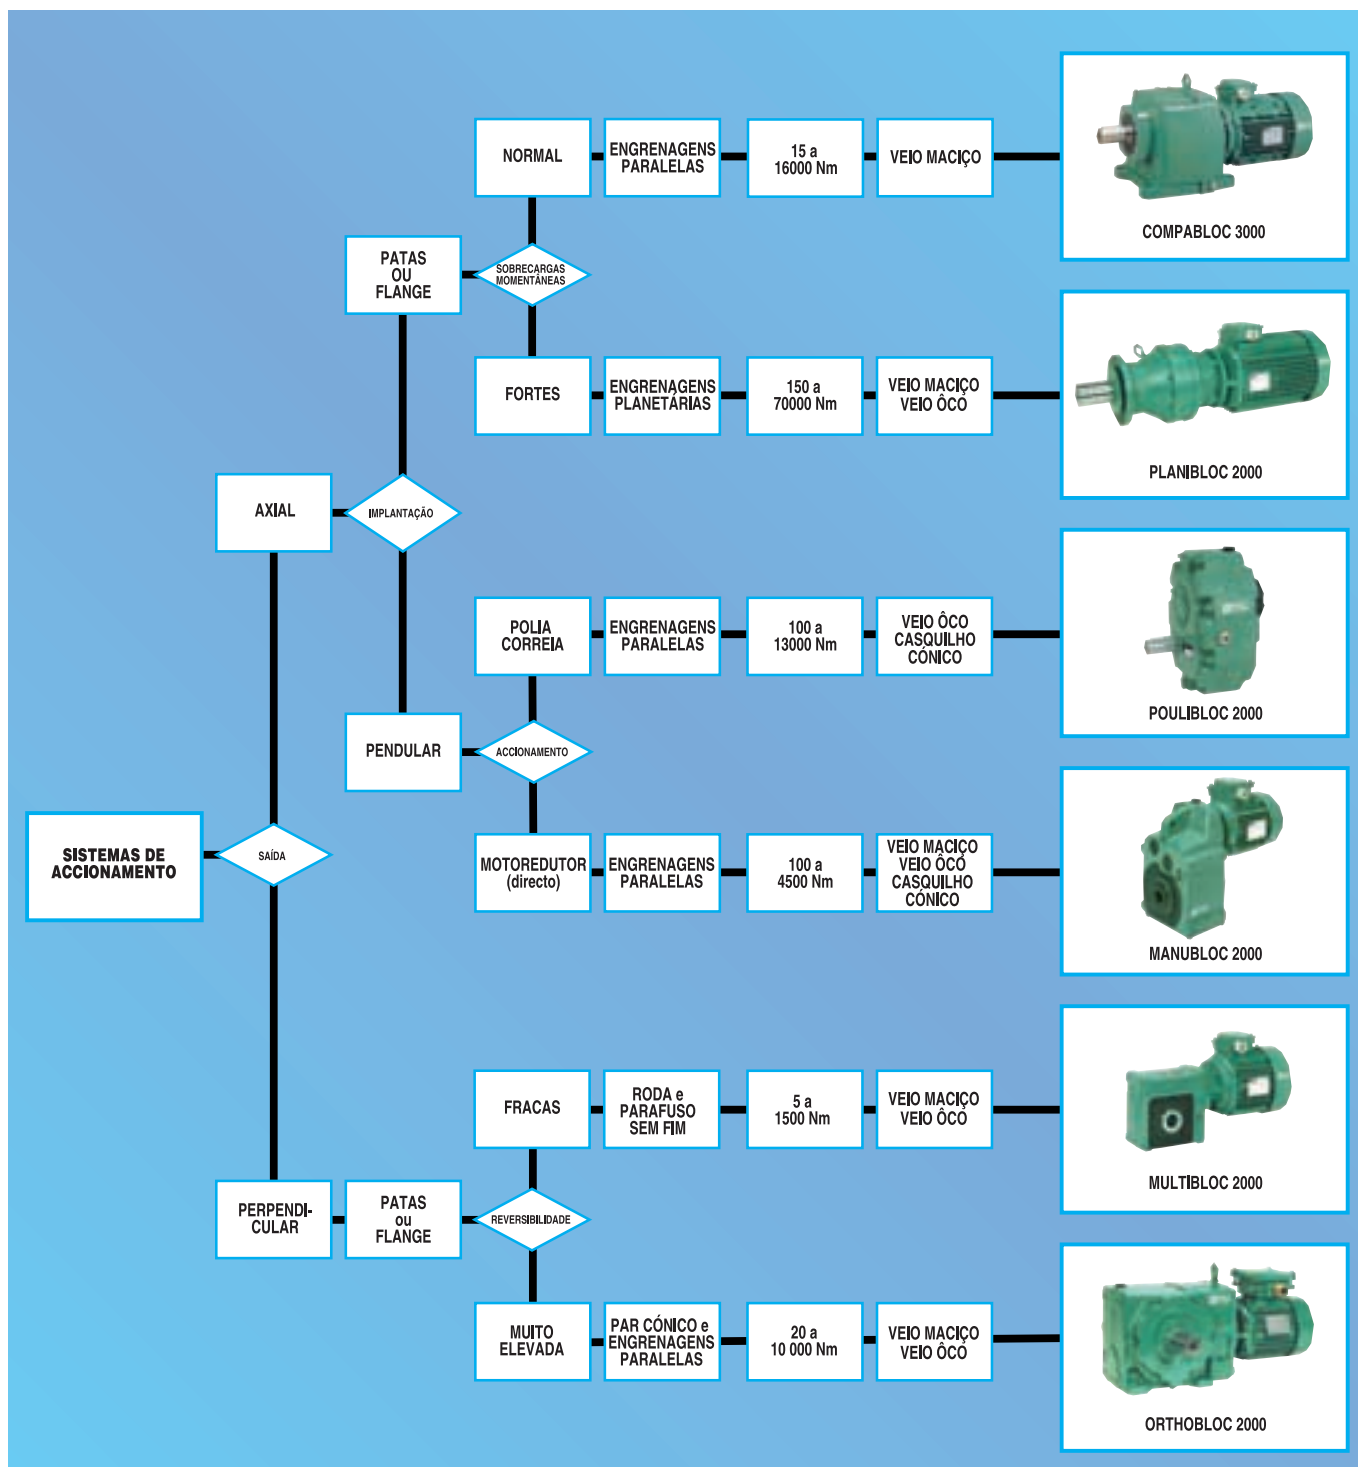 NORMAL
ENGRENAGENS
PARALELAS
15 a
16000 Nm
VEIO MACIÇO
COMPABLOC 3000
PATAS
OU
FLANGE
SOBRECARGAS
MOMENTÂNEAS
FORTES
ENGRENAGENS
PLANETÁRIAS
150 a
70000 Nm
VEIO MACIÇO
VEIO ÔCO
PLANIBLOC 2000
AXIAL
IMPLANTAÇÃO
POLIA
CORREIA
ENGRENAGENS
PARALELAS
100 a
13000 Nm
VEIO ÔCO
CASQUILHO
CÓNICO
POULIBLOC 2000
PENDULAR
ACCIONAMENTO
SISTEMAS DE
ACCIONAMENTO
SAÍDA
MOTOREDUTOR
(directo)
ENGRENAGENS
PARALELAS
100 a
4500 Nm
VEIO MACIÇO
VEIO ÔCO
CASQUILHO
CÓNICO
MANUBLOC 2000
FRACAS
RODA e
PARAFUSO
SEM FIM
5 a
1500 Nm
VEIO MACIÇO
VEIO ÔCO
MULTIBLOC 2000
PERPENDI-
CULAR
PATAS
ou
FLANGE
REVERSIBILIDADE
MUITO
ELEVADA
PAR CÓNICO e
ENGRENAGENS
PARALELAS
20 a
10 000 Nm
VEIO MACIÇO
VEIO ÔCO
ORTHOBLOC 2000